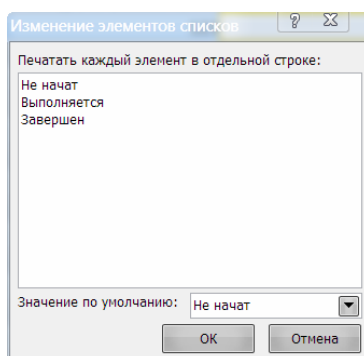 Изменение элементов списков
Печатать каждый элемент в отдельной строке:
Не начат
Выполняется
Завершен
Значение по умолчанию: Не начат
ОК Отмена